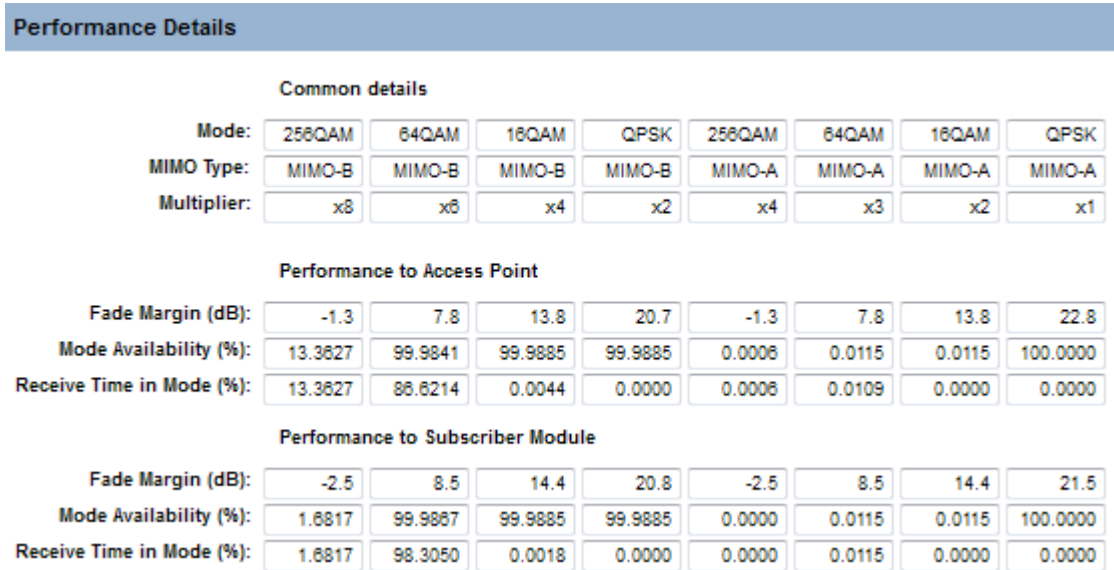 Performance Details
Common details
Mode: 256QAM 64QAM 16QAM QPSK 256QAM 64QAM 16QAM QPSK
MIMO Type: MIMO-B MIMO-B MIMO-B MIMO-B MIMO-A MIMO-A MIMO-A MIMO-A
Multiplier: x8 x6 x4 x2 x4 x3 x2 x1
Performance to Access Point
Fade Margin (dB): -1.3 7.8 13.8 20.7 -1.3 7.8 13.8 22.8
Mode Availability (%): 13.3627 99.9841 99.9885 99.9885 0.0006 0.0115 0.0115 100.0000
Receive Time in Mode (%): 13.3627 86.6214 0.0044 0.0000 0.0006 0.0109 0.0000 0.0000
Performance to Subscriber Module
Fade Margin (dB): -2.5 8.5 14.4 20.8 -2.5 8.5 14.4 21.5
Mode Availability (%): 1.6817 99.9867 99.9885 99.9885 0.0000 0.0115 0.0115 100.0000
Receive Time in Mode (%): 1.6817 98.3050 0.0018 0.0000 0.0000 0.0115 0.0000 0.0000